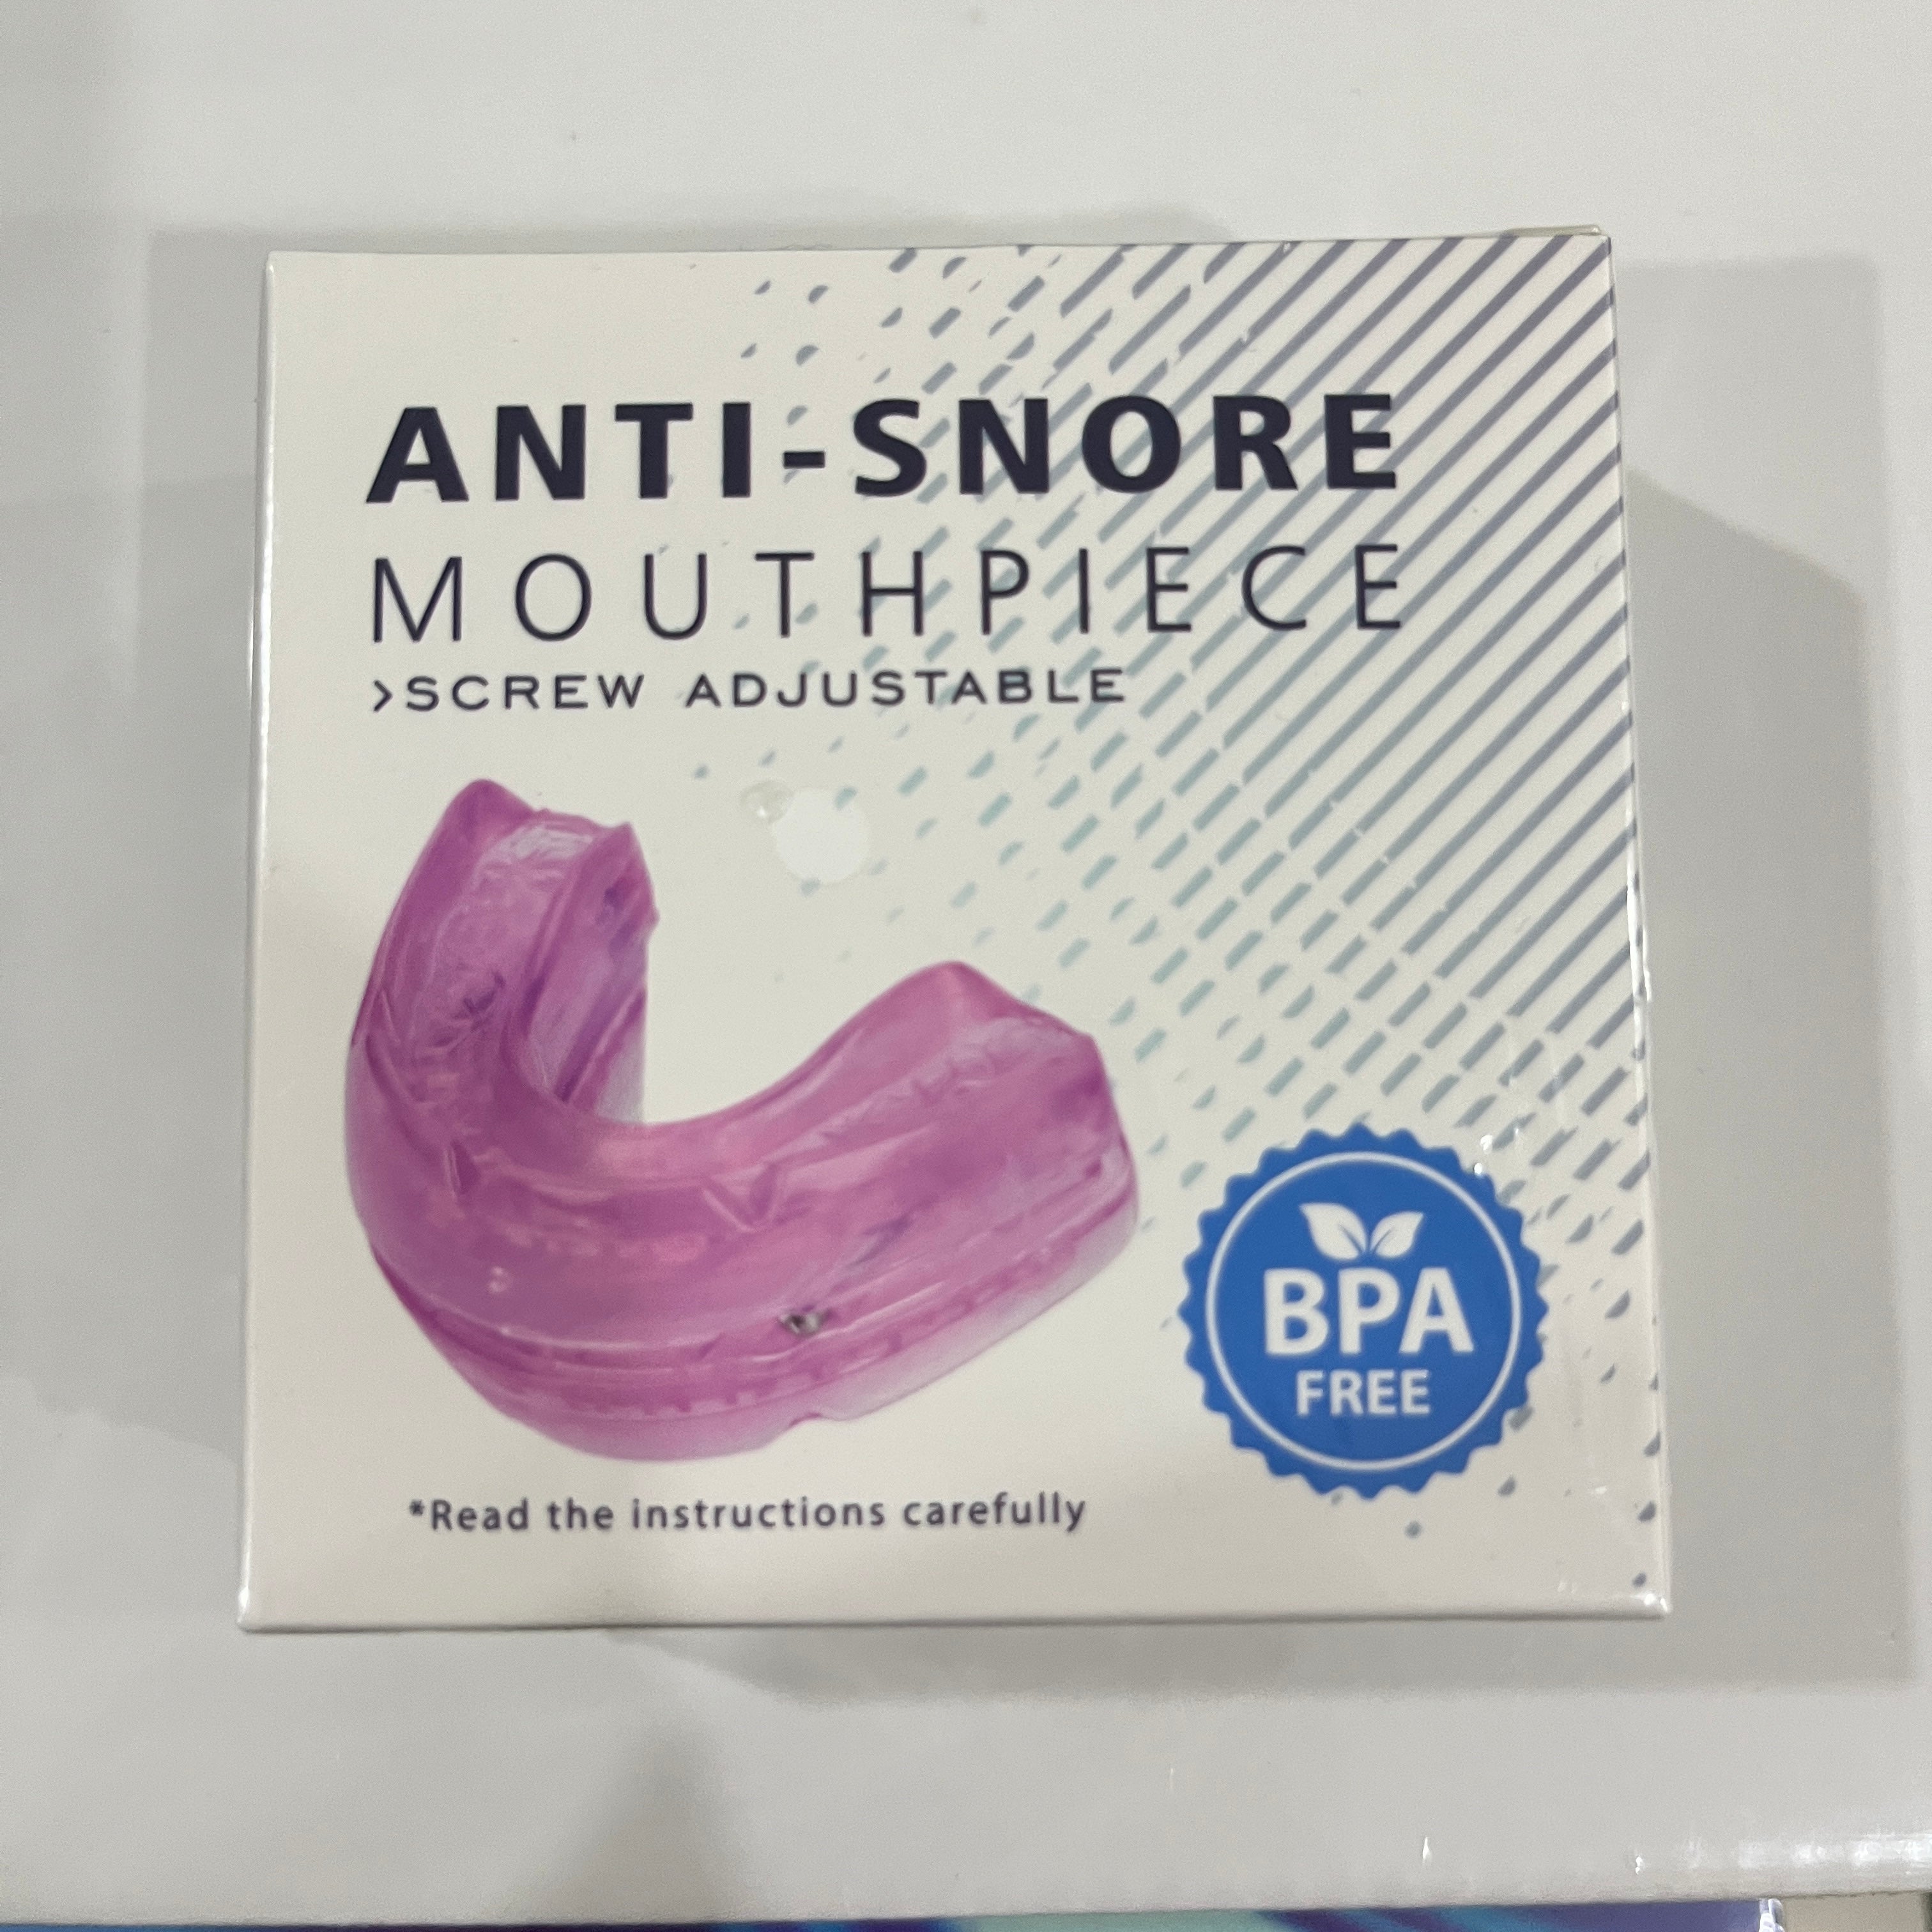 ANTI-SNORE
MOUTHPIECE
>SCREW ADJUSTABLE
BPA
FREE
*Read the instructions carefully